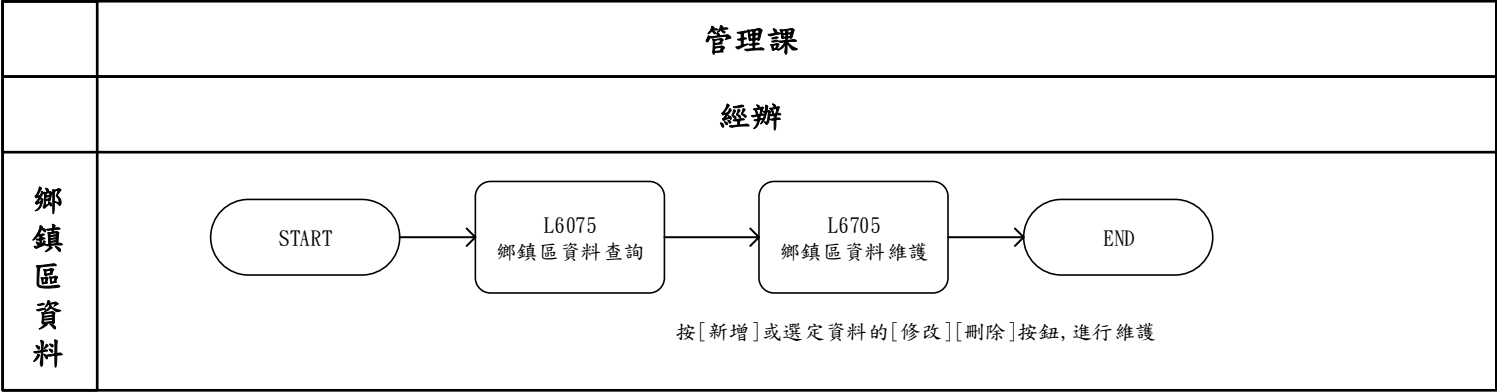 管理課
經辦
鄉鎮區資料
START
L6075
鄉鎮區資料查詢
L6705
鄉鎮區資料維護
END
按[新增]或選定資料的[修改][刪除]按鈕,進行維護